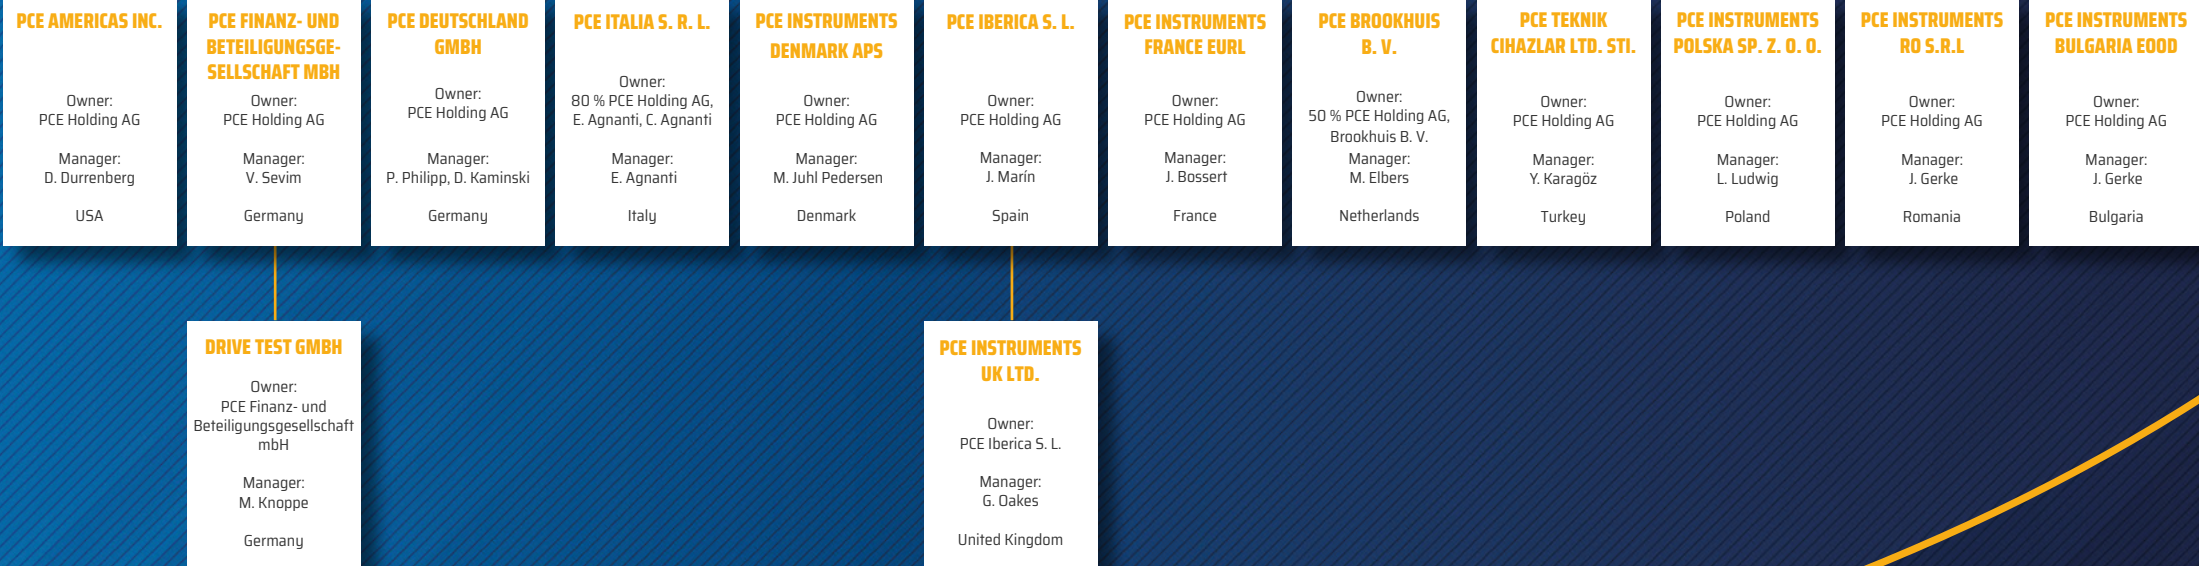 PCE AMERICAS INC.
Owner:
PCE Holding AG
Manager:
D. Durrenberg
USA
PCE FINANZ- UND
BETEILIGUNGSGE-
SELLSCHAFT MBH
Owner:
PCE Holding AG
Manager:
V. Sevim
Germany
PCE DEUTSCHLAND
GMBH
Owner:
PCE Holding AG
Manager:
P. Philipp, D. Kaminski
Germany
PCE ITALIA S. R. L.
Owner:
80 % PCE Holding AG,
E. Agnanti, C. Agnanti
Manager:
E. Agnanti
Italy
PCE INSTRUMENTS
DENMARK APS
Owner:
PCE Holding AG
Manager:
M. Juhl Pedersen
Denmark
PCE IBERICA S. L.
Owner:
PCE Holding AG
Manager:
J. Marín
Spain
PCE INSTRUMENTS
FRANCE EURL
Owner:
PCE Holding AG
Manager:
J. Bossert
France
PCE BROOKHUIS
B. V.
Owner:
50 % PCE Holding AG,
Brookhuis B. V.
Manager:
M. Elbers
Netherlands
PCE TEKNIK
CIHAZLAR LTD. STI.
Owner:
PCE Holding AG
Manager:
Y. Karagöz
Turkey
PCE INSTRUMENTS
POLSKA SP. Z. O. O.
Owner:
PCE Holding AG
Manager:
L. Ludwig
Poland
PCE INSTRUMENTS
RO S.R.L
Owner:
PCE Holding AG
Manager:
J. Gerke
Romania
PCE INSTRUMENTS
BULGARIA EOOD
Owner:
PCE Holding AG
Manager:
J. Gerke
Bulgaria
DRIVE TEST GMBH
Owner:
PCE Finanz- und
Beteiligungsgesellschaft
mbH
Manager:
M. Knoppe
Germany
PCE INSTRUMENTS
UK LTD.
Owner:
PCE Iberica S. L.
Manager:
G. Oakes
United Kingdom